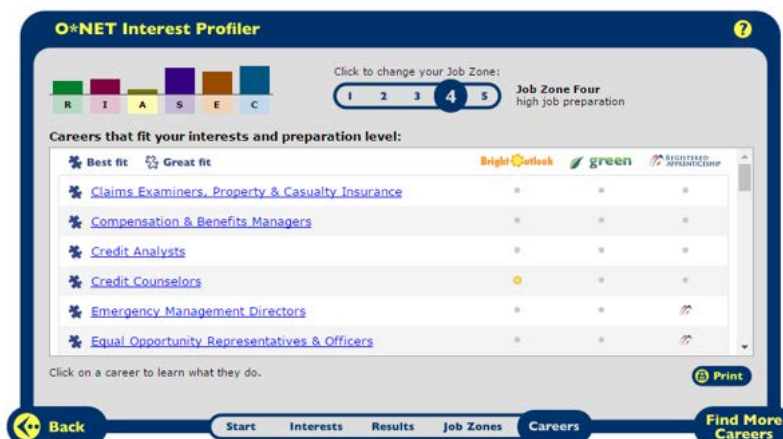 O*NET Interest Profiler
?
Click to change your Job Zone:
1 2 3 4 5
Job Zone Four
high job preparation
R I A S E C
Careers that fit your interests and preparation level:
Best fit Great fit Bright Outlook green REGISTERED APPRENTICESHIP
Claims Examiners, Property & Casualty Insurance
Compensation & Benefits Managers
Credit Analysts
Credit Counselors
Emergency Management Directors
Equal Opportunity Representatives & Officers
Click on a career to learn what they do.
Print
Back
Start Interests Results Job Zones Careers
Find More
Careers